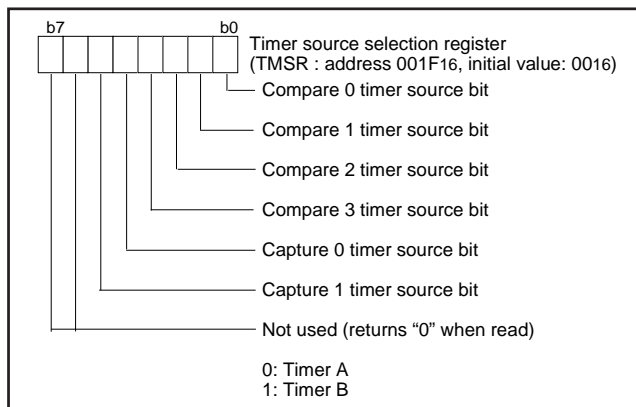 b7 b0
Timer source selection register
(TMSR : address 001F16, initial value: 0016)
Compare 0 timer source bit
Compare 1 timer source bit
Compare 2 timer source bit
Compare 3 timer source bit
Capture 0 timer source bit
Capture 1 timer source bit
Not used (returns “0” when read)
0: Timer A
1: Timer B